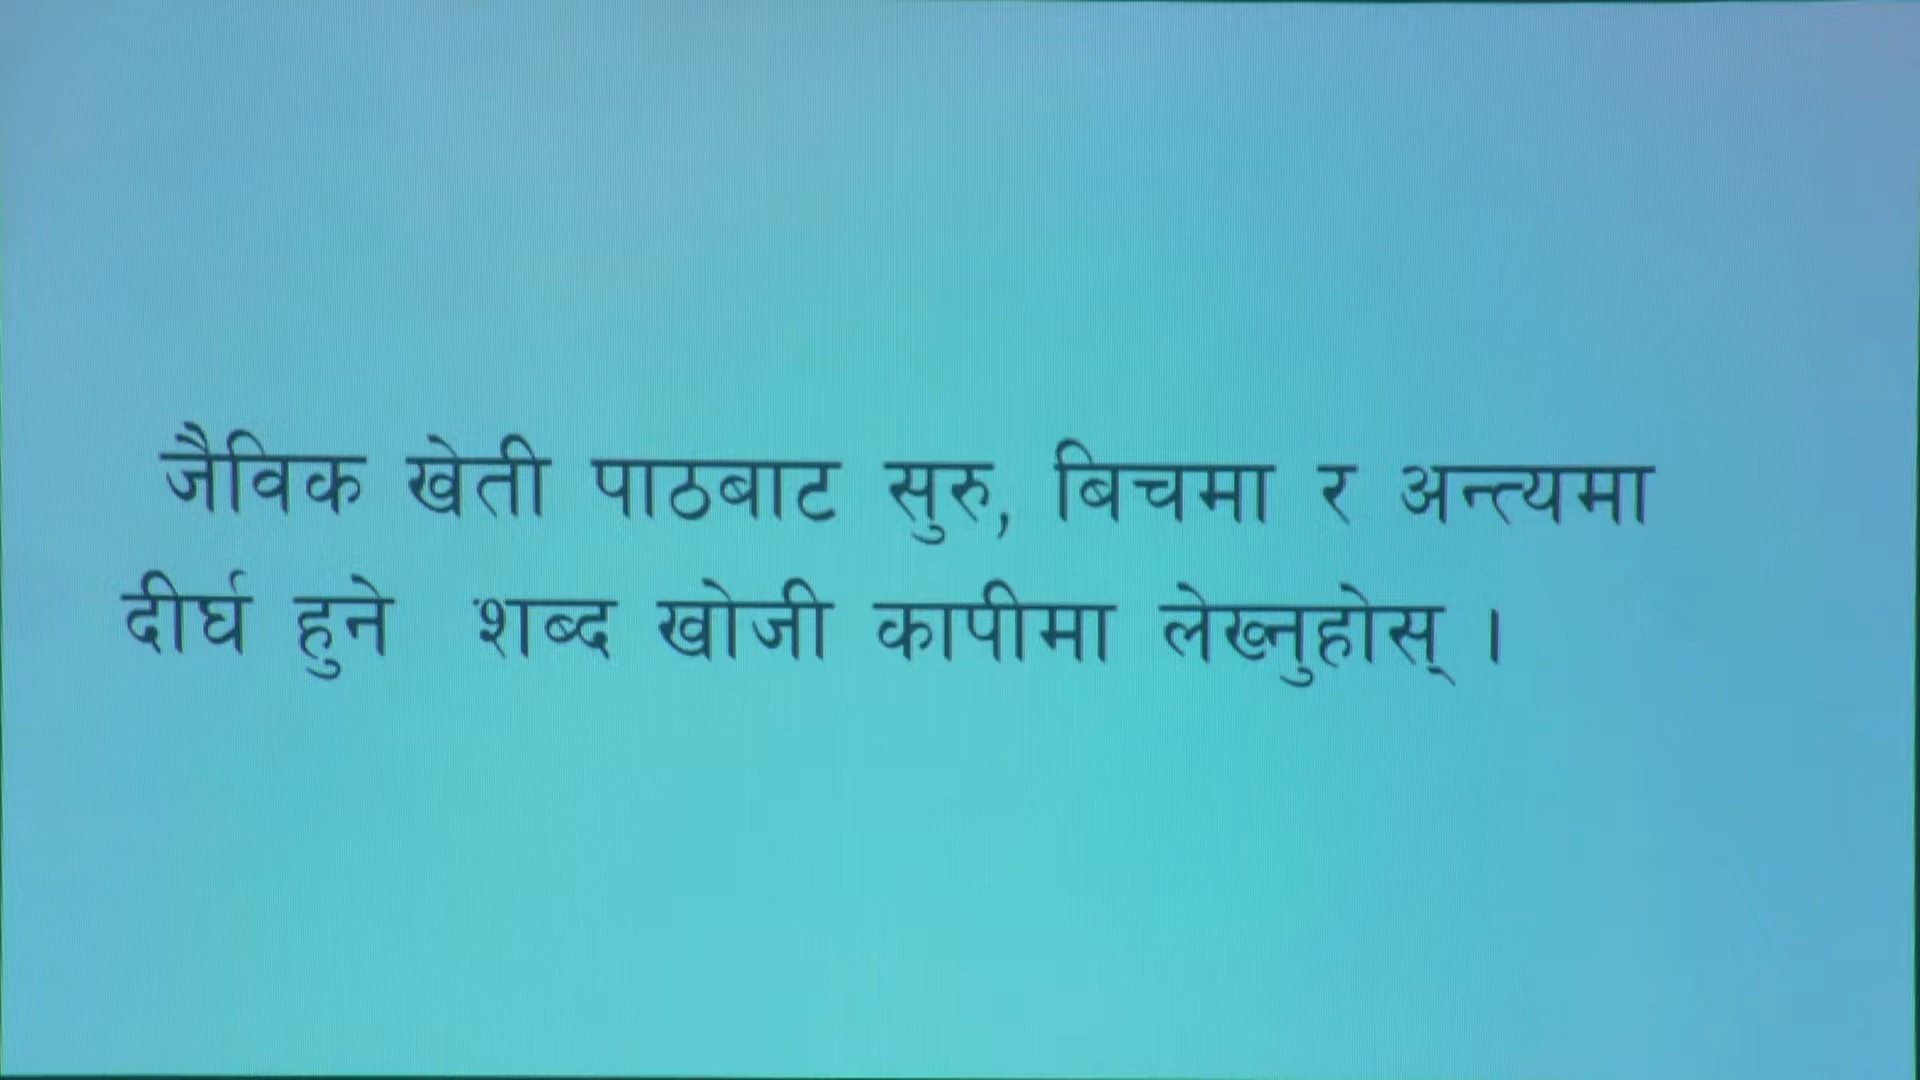 जैविक खेती पाठबाट सुरु, बिचमा र अन्त्यमा
दीर्घ हुने शब्द खोजी कापीमा लेख्नुहोस् ।